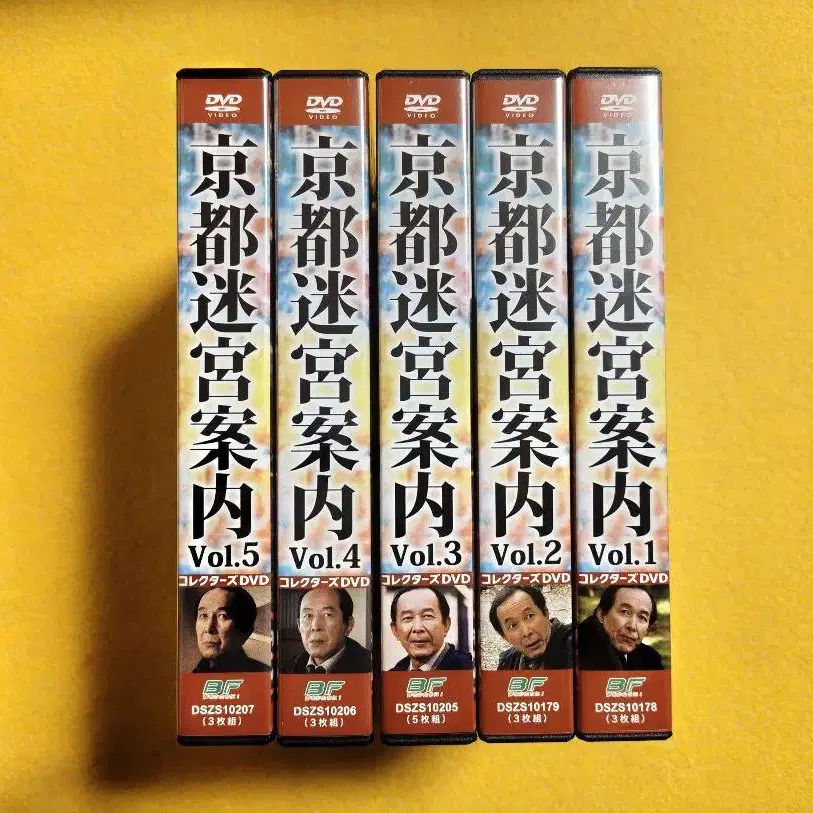 DVD
VIDEO
京都迷宮案内
Vol.5
コレクターズDVD
BF
DSZS10207
(3枚組)
DVD
VIDEO
京都迷宮案内
Vol.4
コレクターズDVD
BF
DSZS10206
(3枚組)
DVD
VIDEO
京都迷宮案内
Vol.3
コレクターズDVD
BF
DSZS10205
(5枚組)
DVD
VIDEO
京都迷宮案内
Vol.2
コレクターズDVD
BF
DSZS10179
(3枚組)
DVD
VIDEO
京都迷宮案内
Vol.1
コレクターズDVD
BF
DSZS10178
(3枚組)